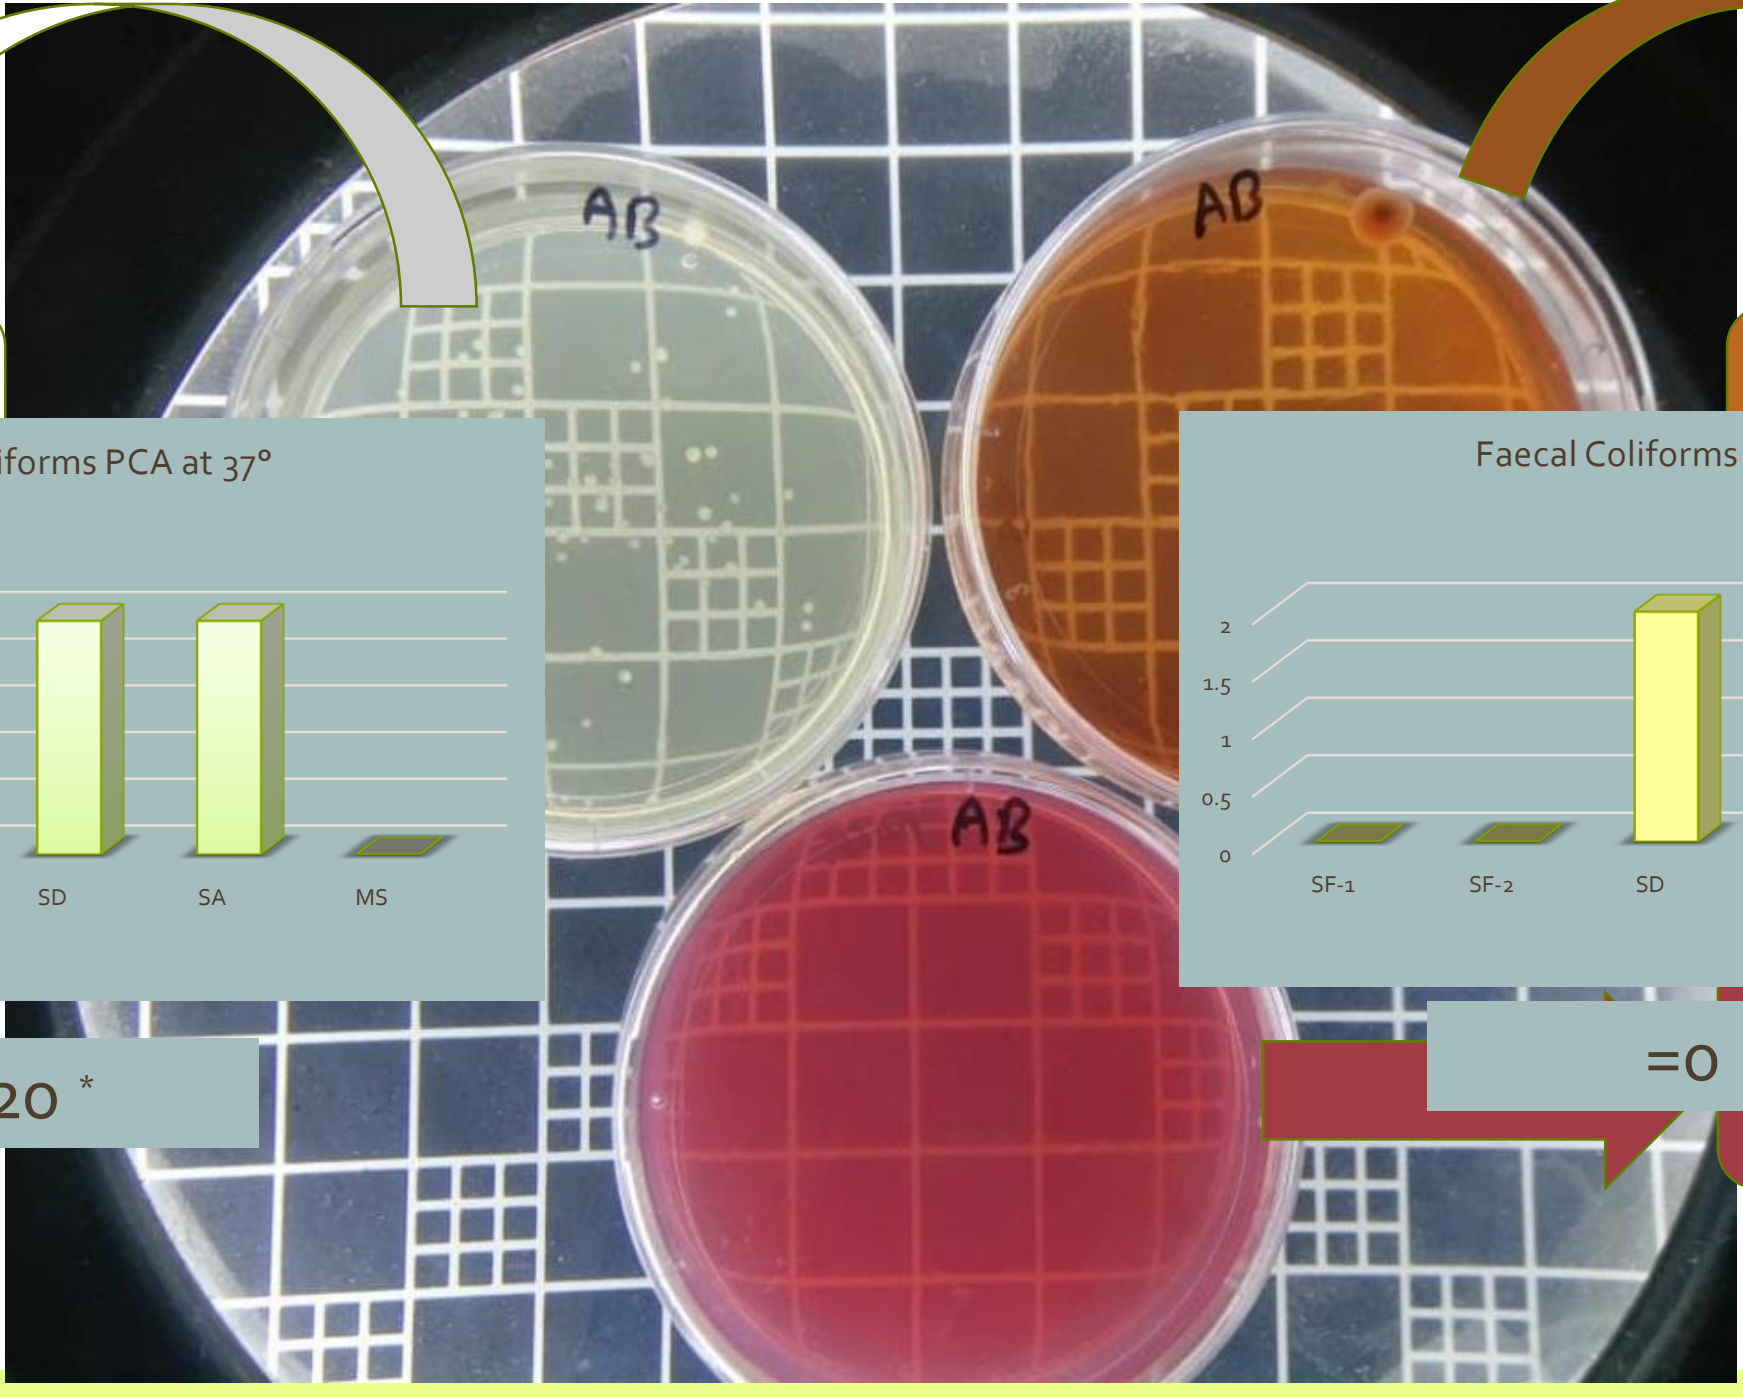 AB
AB
iforms PCA at 37°
SD SA MS
Faecal Coliforms
2
1.5
1
0.5
0
SF-1 SF-2 SD
AB
=0
20 *